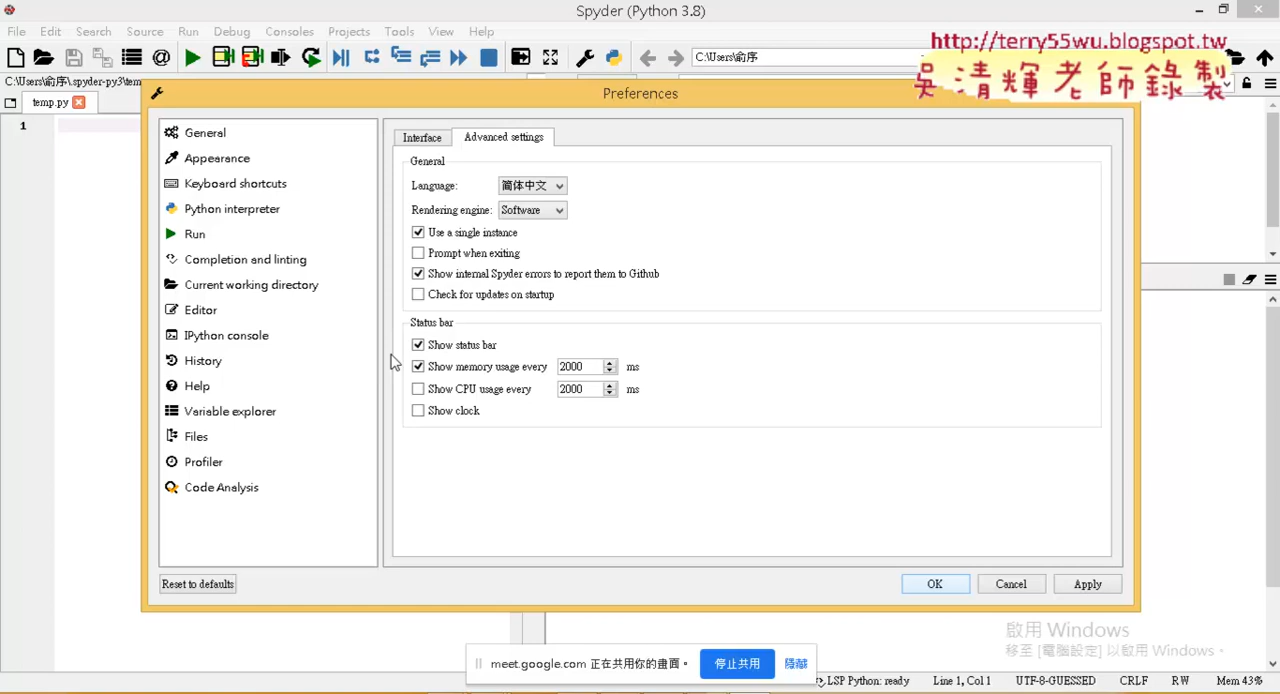 Spyder (Python 3.8)
File Edit Search Source Run Debug Consoles Projects Tools View Help
http://terry55wu.blogspot.tw
吳清輝老師錄製
C:\Users\俞序
C:\Users\俞序\.spyder-py3\tem
temp.py
1
Preferences
General
Appearance
Keyboard shortcuts
Python interpreter
Run
Completion and linting
Current working directory
Editor
IPython console
History
Help
Variable explorer
Files
Profiler
Code Analysis
Interface Advanced settings
General
Language: 简体中文
Rendering engine: Software
Use a single instance
Prompt when exiting
Show internal Spyder errors to report them to Github
Check for updates on startup
Status bar
Show status bar
Show memory usage every 2000 ms
Show CPU usage every 2000 ms
Show clock
Reset to defaults OK Cancel Apply
啟用 Windows
移至 [電腦設定] 以啟用 Windows。
meet.google.com 正在共用你的畫面。 停止共用 隱藏
LSP Python: ready Line 1, Col 1 UTF-8-GUESSED CRLF RW Mem 43%